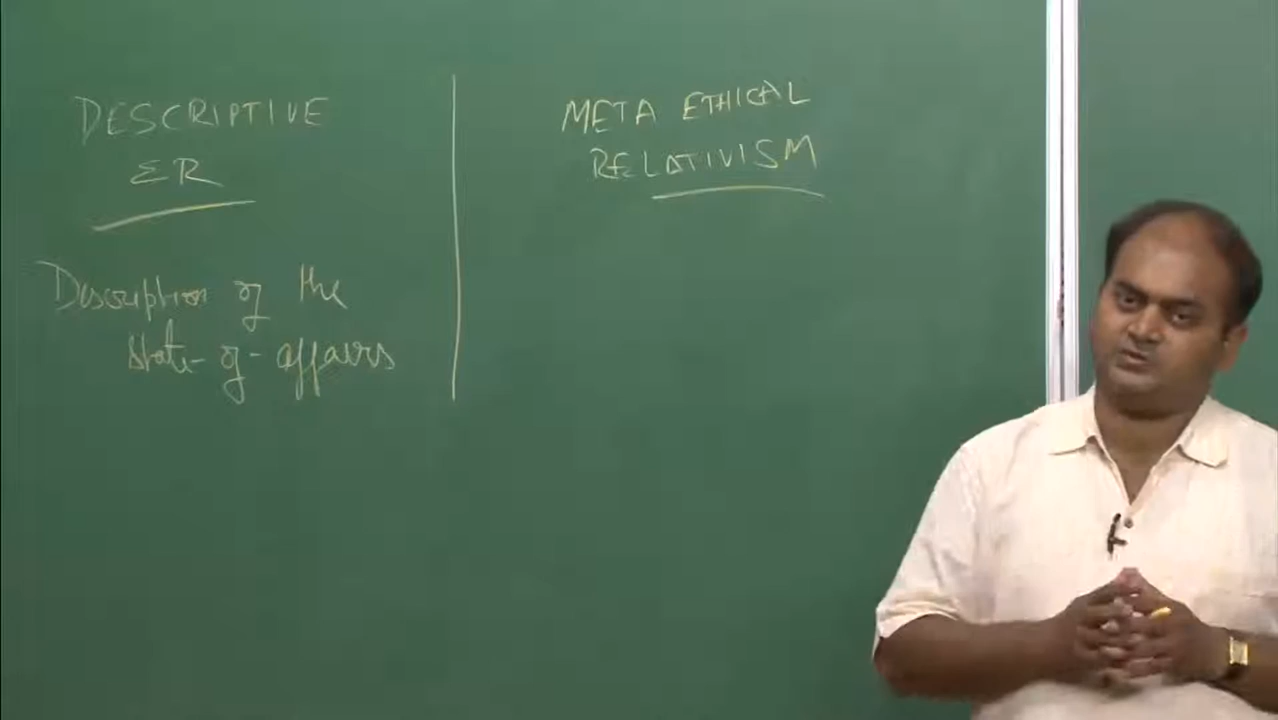 DESCRIPTIVE
ER
Description of the
state-of-affairs
META ETHICAL
RELATIVISM